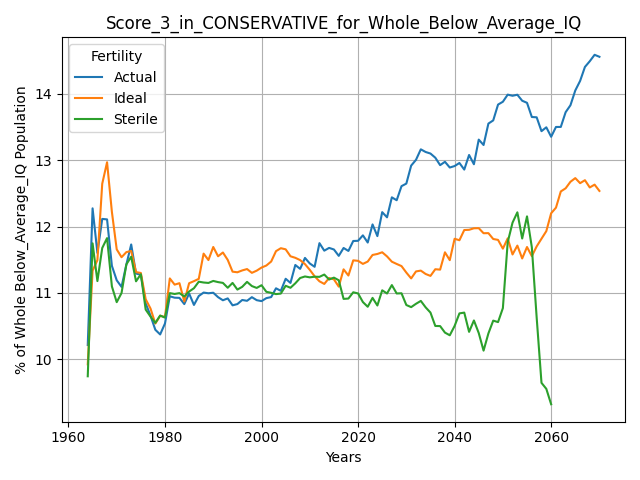 Score_3_in_CONSERVATIVE_for_Whole_Below_Average_IQ
Fertility
Actual
Ideal
Sterile
% of Whole Below_Average_IQ Population
14
13
12
11
10
1960 1980 2000 2020 2040 2060
Years